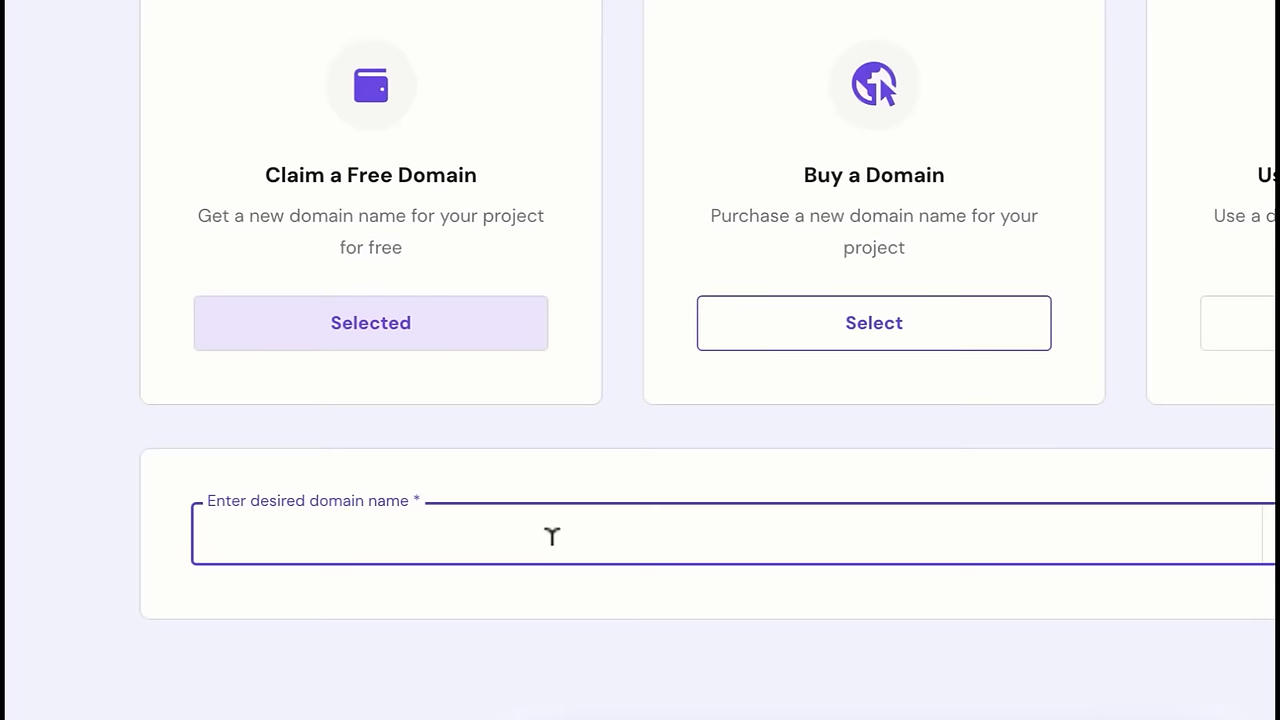 Claim a Free Domain
Get a new domain name for your project
for free
Selected
Buy a Domain
Purchase a new domain name for your
project
Select
Use a
Enter desired domain name *